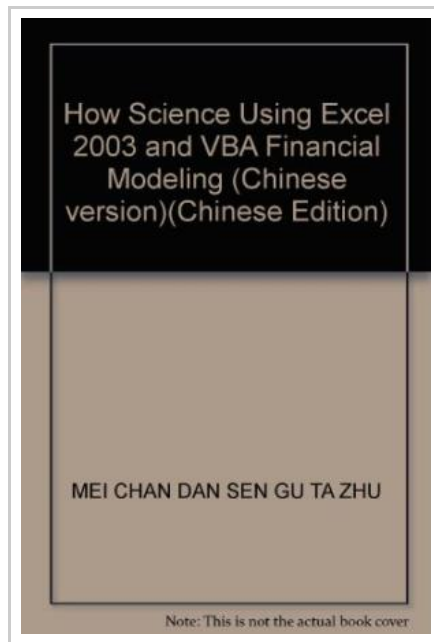 How Science Using Excel
2003 and VBA Financial
Modeling (Chinese
version)(Chinese Edition)
MEI CHAN DAN SEN GU TA ZHU
Note: This is not the actual book cover